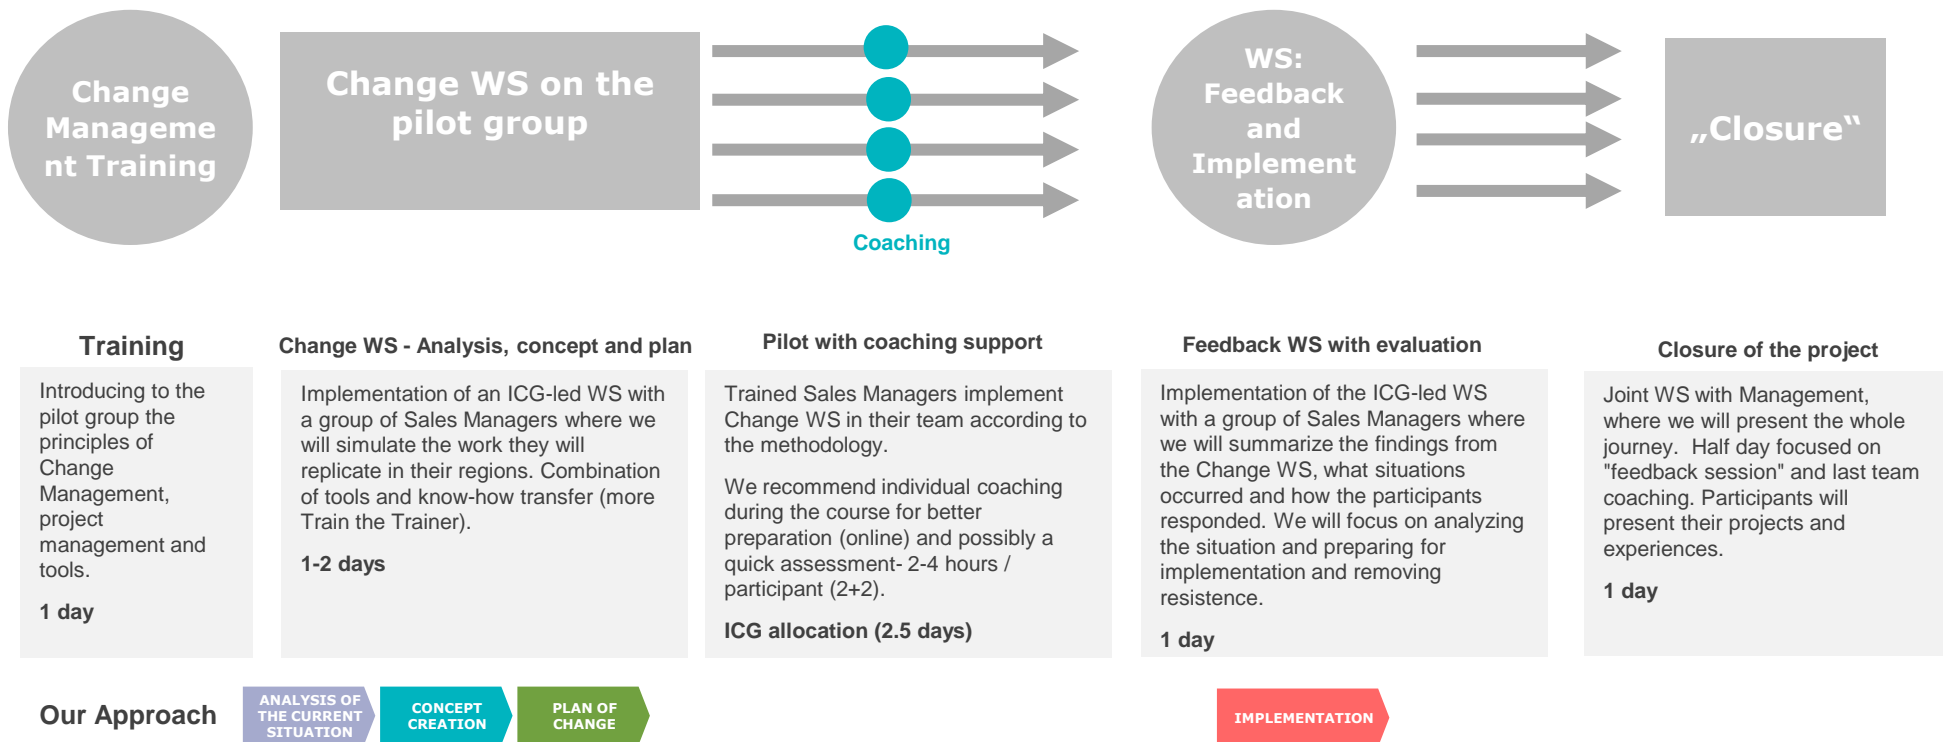 Change
Manageme
nt Training
Change WS on the
pilot group
Coaching
WS:
Feedback
and
Implement
ation
„Closure“
Training
Introducing to the
pilot group the
principles of
Change
Management,
project
management and
tools.
1 day
Change WS - Analysis, concept and plan
Implementation of an ICG-led WS with
a group of Sales Managers where we
will simulate the work they will
replicate in their regions. Combination
of tools and know-how transfer (more
Train the Trainer).
1-2 days
Pilot with coaching support
Trained Sales Managers implement
Change WS in their team according to
the methodology.
We recommend individual coaching
during the course for better
preparation (online) and possibly a
quick assessment- 2-4 hours /
participant (2+2).
ICG allocation (2.5 days)
Feedback WS with evaluation
Implementation of the ICG-led WS
with a group of Sales Managers where
we will summarize the findings from
the Change WS, what situations
occurred and how the participants
responded. We will focus on analyzing
the situation and preparing for
implementation and removing
resistence.
1 day
Closure of the project
Joint WS with Management,
where we will present the whole
journey.  Half day focused on
"feedback session" and last team
coaching. Participants will
present their projects and
experiences.
1 day
Our Approach
ANALYSIS OF
THE CURRENT
SITUATION
CONCEPT
CREATION
PLAN OF
CHANGE
IMPLEMENTATION